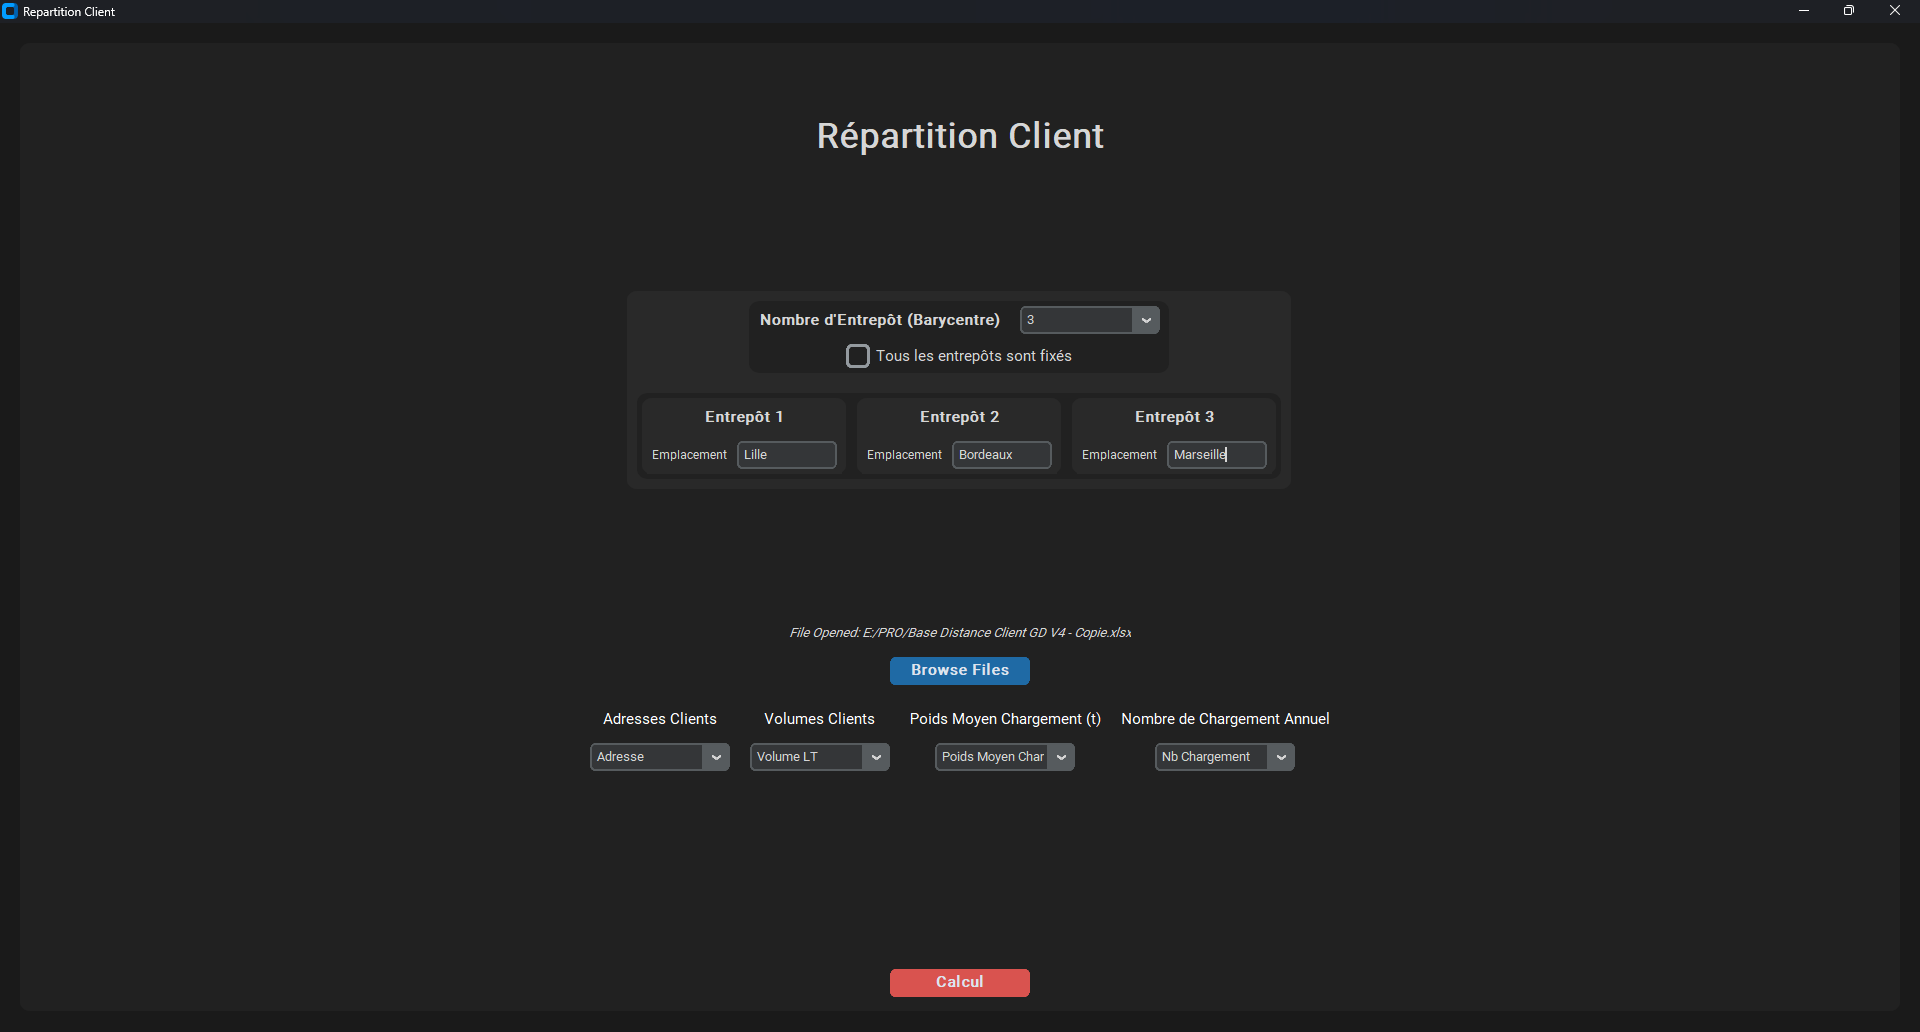 Repartition Client
Répartition Client
Nombre d'Entrepôt (Barycentre) 3
Tous les entrepôts sont fixés
Entrepôt 1 Entrepôt 2 Entrepôt 3
Emplacement Lille Emplacement Bordeaux Emplacement Marseille
File Opened: E:/PRO/Base Distance Client GD V4 - Copie.xlsx
Browse Files
Adresses Clients Volumes Clients Poids Moyen Chargement (t) Nombre de Chargement Annuel
Adresse Volume LT Poids Moyen Char Nb Chargement
Calcul